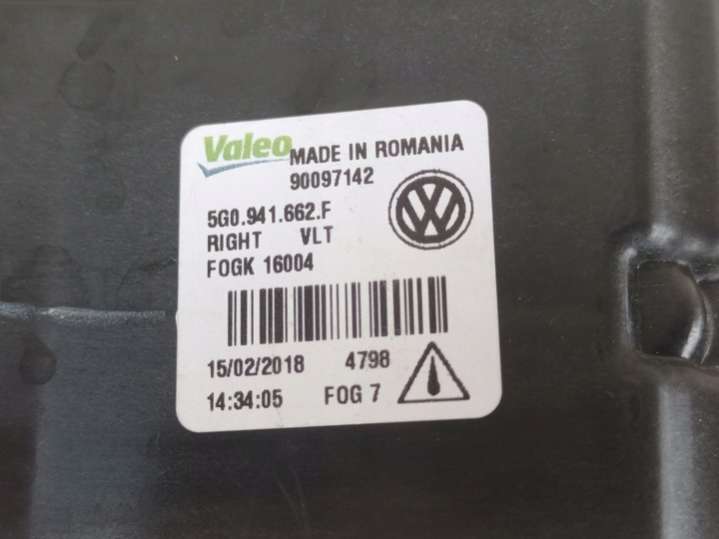 Valeo MADE IN ROMANIA
90097142
5G0.941.662.F
RIGHT VLT
FOGK 16004
15/02/2018 4798
14:34:05 FOG 7